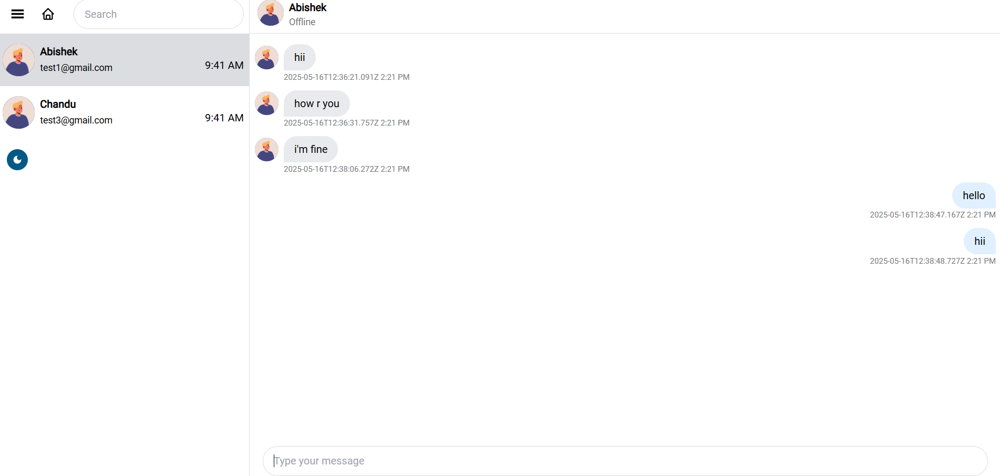 Search
Abishek
test1@gmail.com
9:41 AM
Chandu
test3@gmail.com
9:41 AM
Abishek
Offline
hii
2025-05-16T12:36:21.091Z 2:21 PM
how r you
2025-05-16T12:36:31.757Z 2:21 PM
i'm fine
2025-05-16T12:38:06.272Z 2:21 PM
hello
2025-05-16T12:38:47.167Z 2:21 PM
hii
2025-05-16T12:38:48.727Z 2:21 PM
Type your message